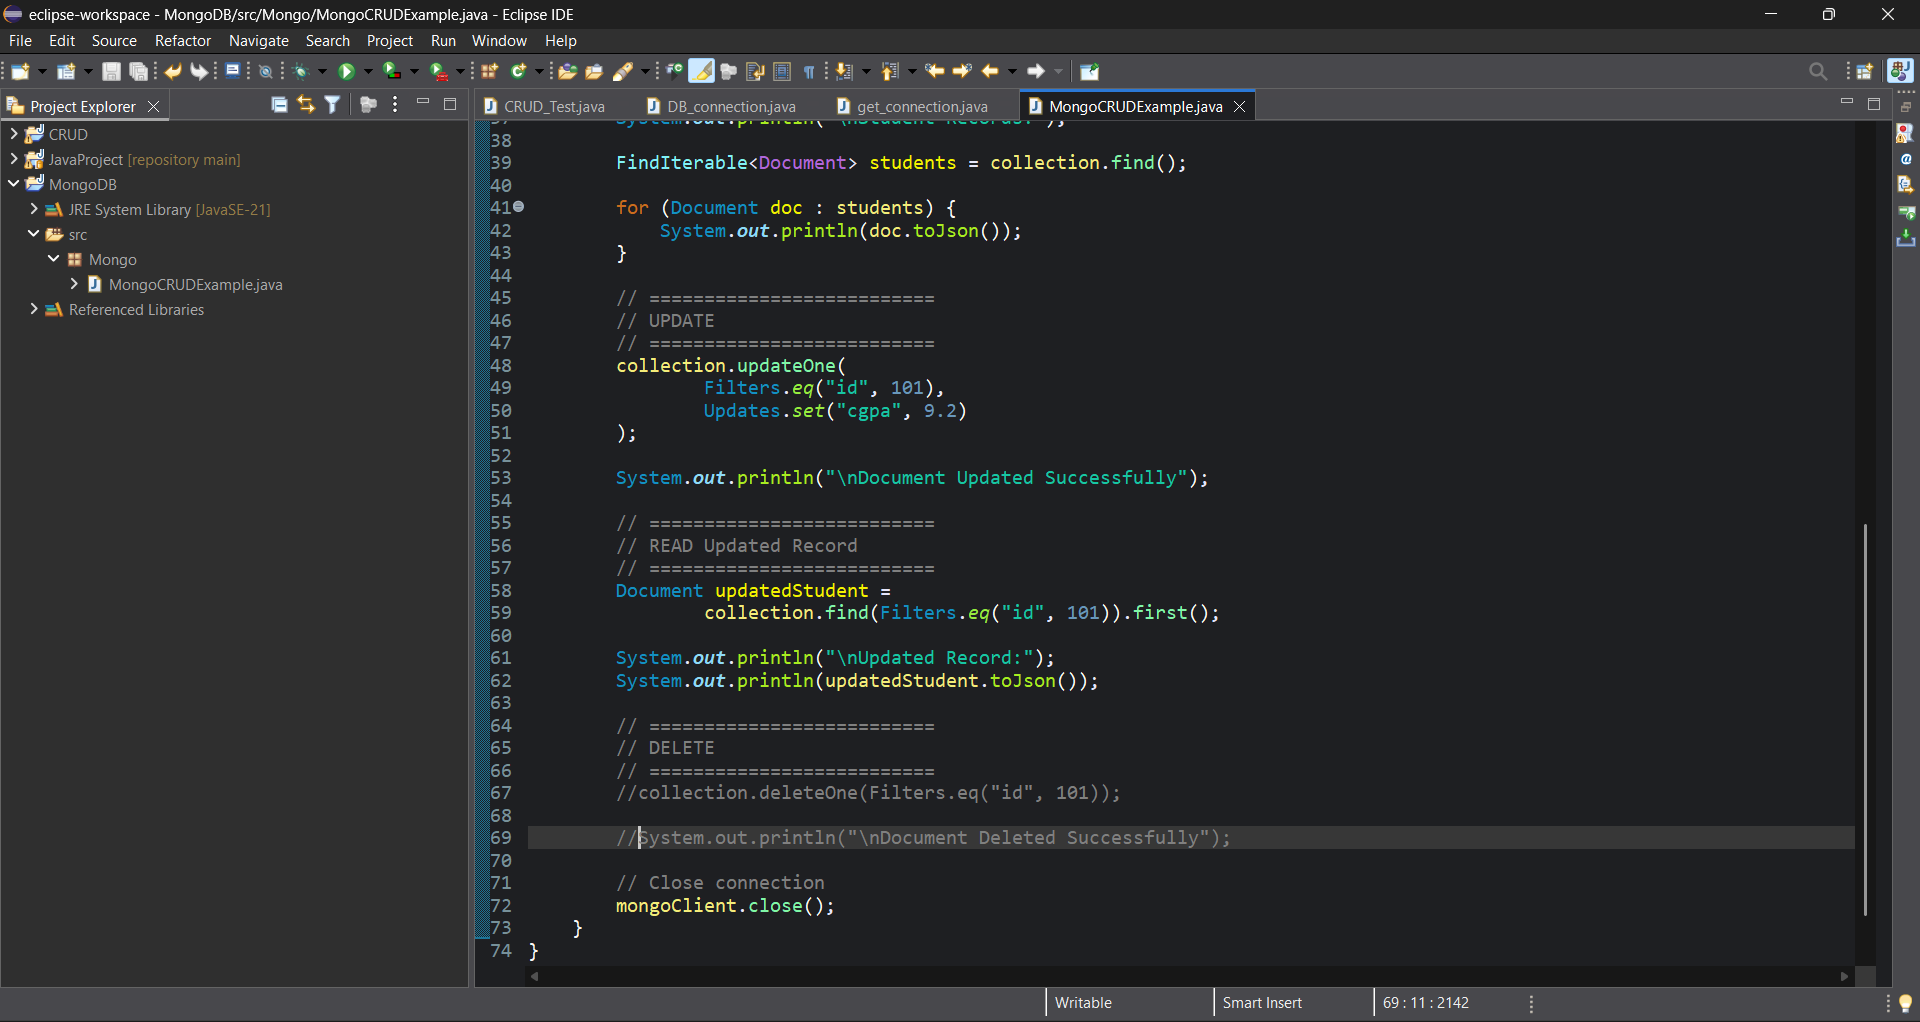 eclipse-workspace - MongoDB/src/Mongo/MongoCRUDExample.java - Eclipse IDE
File Edit Source Refactor Navigate Search Project Run Window Help
Project Explorer
CRUD
JavaProject [repository main]
MongoDB
JRE System Library [JavaSE-21]
src
Mongo
MongoCRUDExample.java
Referenced Libraries
CRUD_Test.java DB_connection.java get_connection.java MongoCRUDExample.java
37 System.out.println("\nStudent Records:");
38
39 FindIterable<Document> students = collection.find();
40
41 for (Document doc : students) {
42 System.out.println(doc.toJson());
43 }
44
45 // ==========================
46 // UPDATE
47 // ==========================
48 collection.updateOne(
49 Filters.eq("id", 101),
50 Updates.set("cgpa", 9.2)
51 );
52
53 System.out.println("\nDocument Updated Successfully");
54
55 // ==========================
56 // READ Updated Record
57 // ==========================
58 Document updatedStudent =
59 collection.find(Filters.eq("id", 101)).first();
60
61 System.out.println("\nUpdated Record:");
62 System.out.println(updatedStudent.toJson());
63
64 // ==========================
65 // DELETE
66 // ==========================
67 //collection.deleteOne(Filters.eq("id", 101));
68
69 //System.out.println("\nDocument Deleted Successfully");
70
71 // Close connection
72 mongoClient.close();
73 }
74 }
Writable Smart Insert 69 : 11 : 2142